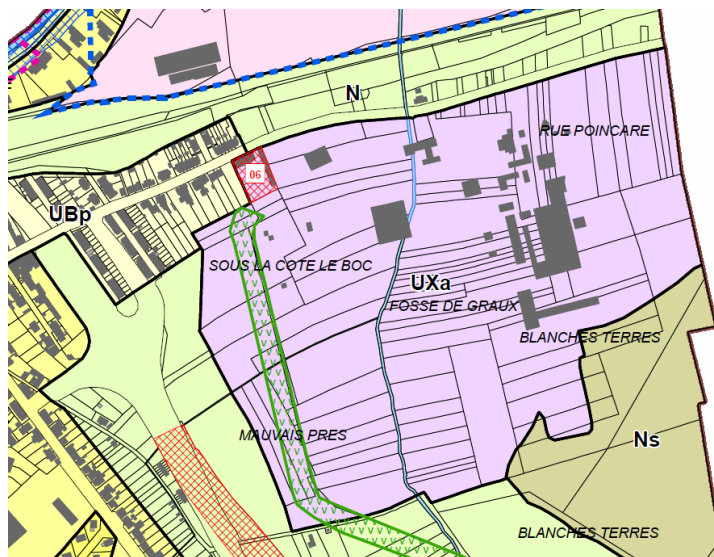 N
RUE POINCARE
06
UBp
SOUS LA COTE LE BOC
UXa
FOSSE DE GRAUX
BLANCHES TERRES
MAUVAIS PRES
Ns
BLANCHES TERRES